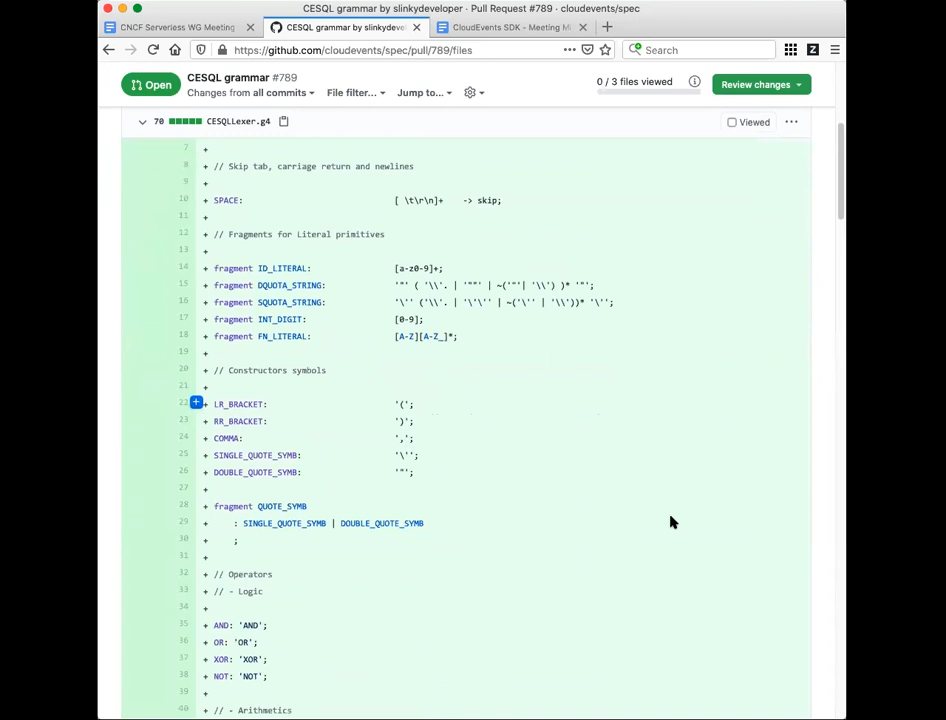 CESQL grammar by slinkydeveloper · Pull Request #789 · cloudevents/spec
CNCF Serverless WG Meeting
CESQL grammar by slinkydevel
CloudEvents SDK - Meeting Mi
https://github.com/cloudevents/spec/pull/789/files
Search
Z
Open
CESQL grammar #789
Changes from all commits
File filter...
Jump to...
0 / 3 files viewed
Review changes
70
CESQLLexer.g4
Viewed
7 +
8 + // Skip tab, carriage return and newlines
9 +
10 + SPACE: [ \t\r\n]+ -> skip;
11 +
12 + // Fragments for Literal primitives
13 +
14 + fragment ID_LITERAL: [a-z0-9]+;
15 + fragment DQUOTA_STRING: '"' ( '\\'. | '""' | ~('"'| '\\') )* '"';
16 + fragment SQUOTA_STRING: '\'' ('\\'. | '\'\'' | ~('\'' | '\\'))* '\'';
17 + fragment INT_DIGIT: [0-9];
18 + fragment FN_LITERAL: [A-Z][A-Z_]*;
19 +
20 + // Constructors symbols
21 +
22 + LR_BRACKET: '(';
23 + RR_BRACKET: ')';
24 + COMMA: ',';
25 + SINGLE_QUOTE_SYMB: '\'';
26 + DOUBLE_QUOTE_SYMB: '"';
27 +
28 + fragment QUOTE_SYMB
29 + : SINGLE_QUOTE_SYMB | DOUBLE_QUOTE_SYMB
30 + ;
31 +
32 + // Operators
33 + // - Logic
34 +
35 + AND: 'AND';
36 + OR: 'OR';
37 + XOR: 'XOR';
38 + NOT: 'NOT';
39 +
40 + // - Arithmetics